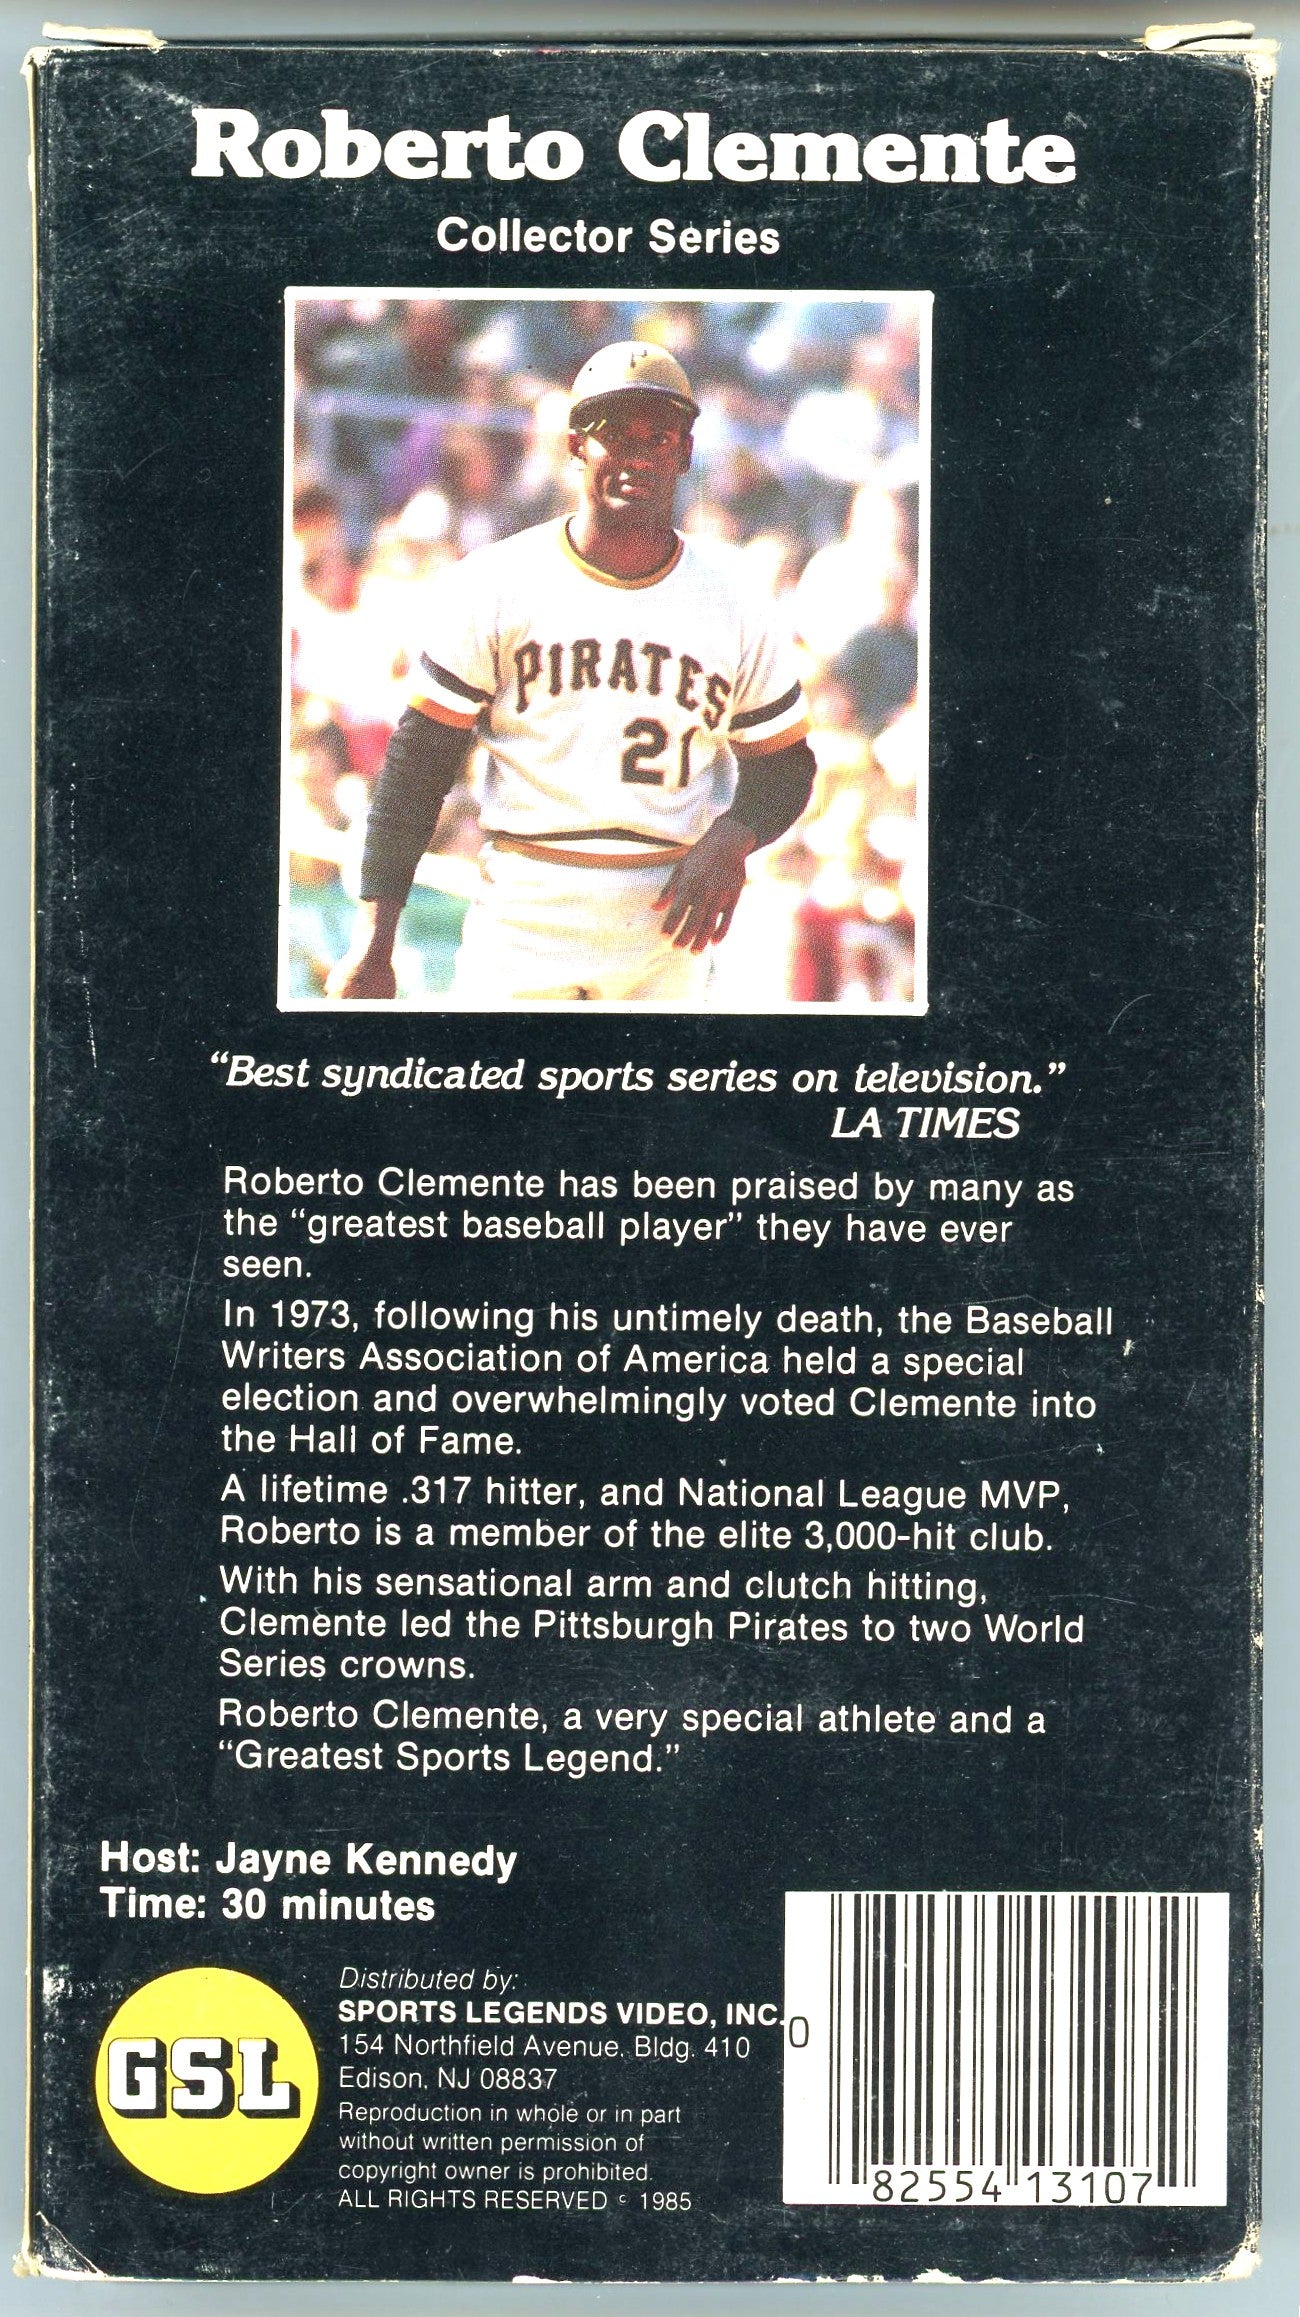 Roberto Clemente
Collector Series
P
PIRATES
21
“Best syndicated sports series on television.”
LA TIMES
Roberto Clemente has been praised by many as
the “greatest baseball player” they have ever
seen.
In 1973, following his untimely death, the Baseball
Writers Association of America held a special
election and overwhelmingly voted Clemente into
the Hall of Fame.
A lifetime .317 hitter, and National League MVP,
Roberto is a member of the elite 3,000-hit club.
With his sensational arm and clutch hitting,
Clemente led the Pittsburgh Pirates to two World
Series crowns.
Roberto Clemente, a very special athlete and a
“Greatest Sports Legend.”
Host: Jayne Kennedy
Time: 30 minutes
GSL
Distributed by:
SPORTS LEGENDS VIDEO, INC.
154 Northfield Avenue, Bldg. 410
Edison, NJ 08837
Reproduction in whole or in part
without written permission of
copyright owner is prohibited.
ALL RIGHTS RESERVED © 1985
0 82554 13107